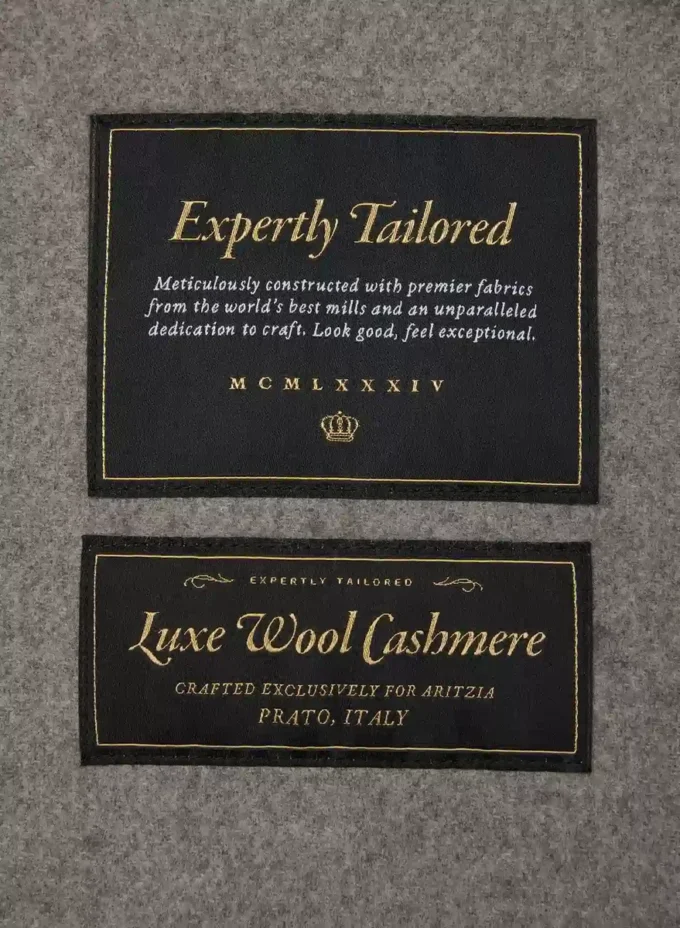 Expertly Tailored
Meticulously constructed with premier fabrics
from the world's best mills and an unparalleled
dedication to craft. Look good, feel exceptional.
MCMLXXXIV
EXPERTLY TAILORED
Luxe Wool Cashmere
CRAFTED EXCLUSIVELY FOR ARITZIA
PRATO, ITALY